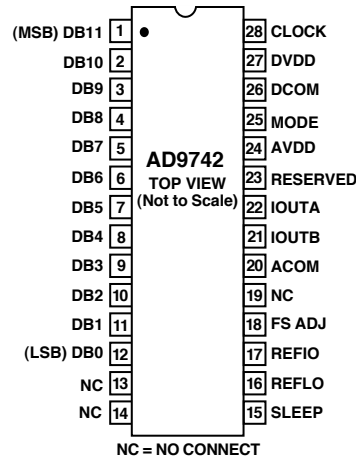 (MSB) DB11 1 28 CLOCK
DB10 2 27 DVDD
DB9 3 26 DCOM
DB8 4 25 MODE
DB7 5 24 AVDD
DB6 6 23 RESERVED
DB5 7 22 IOUTA
DB4 8 21 IOUTB
DB3 9 20 ACOM
DB2 10 19 NC
DB1 11 18 FS ADJ
(LSB) DB0 12 17 REFIO
NC 13 16 REFLO
NC 14 15 SLEEP
AD9742
TOP VIEW
(Not to Scale)
NC = NO CONNECT